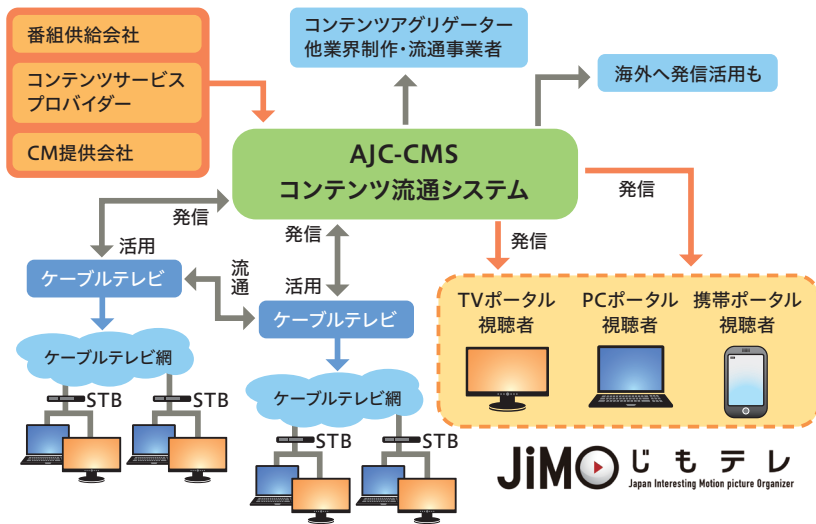 番組供給会社
コンテンツサービス
プロバイダー
CM提供会社
コンテンツアグリゲーター
他業界制作・流通事業者
海外へ発信活用も
AJC-CMS
コンテンツ流通システム
発信
活用
発信
活用
流通
発信
発信
ケーブルテレビ
ケーブルテレビ
ケーブルテレビ網
STB
STB
ケーブルテレビ網
STB
STB
TVポータル
視聴者
PCポータル
視聴者
携帯ポータル
視聴者
JiMO じもテレ
Japan Interesting Motion picture Organizer